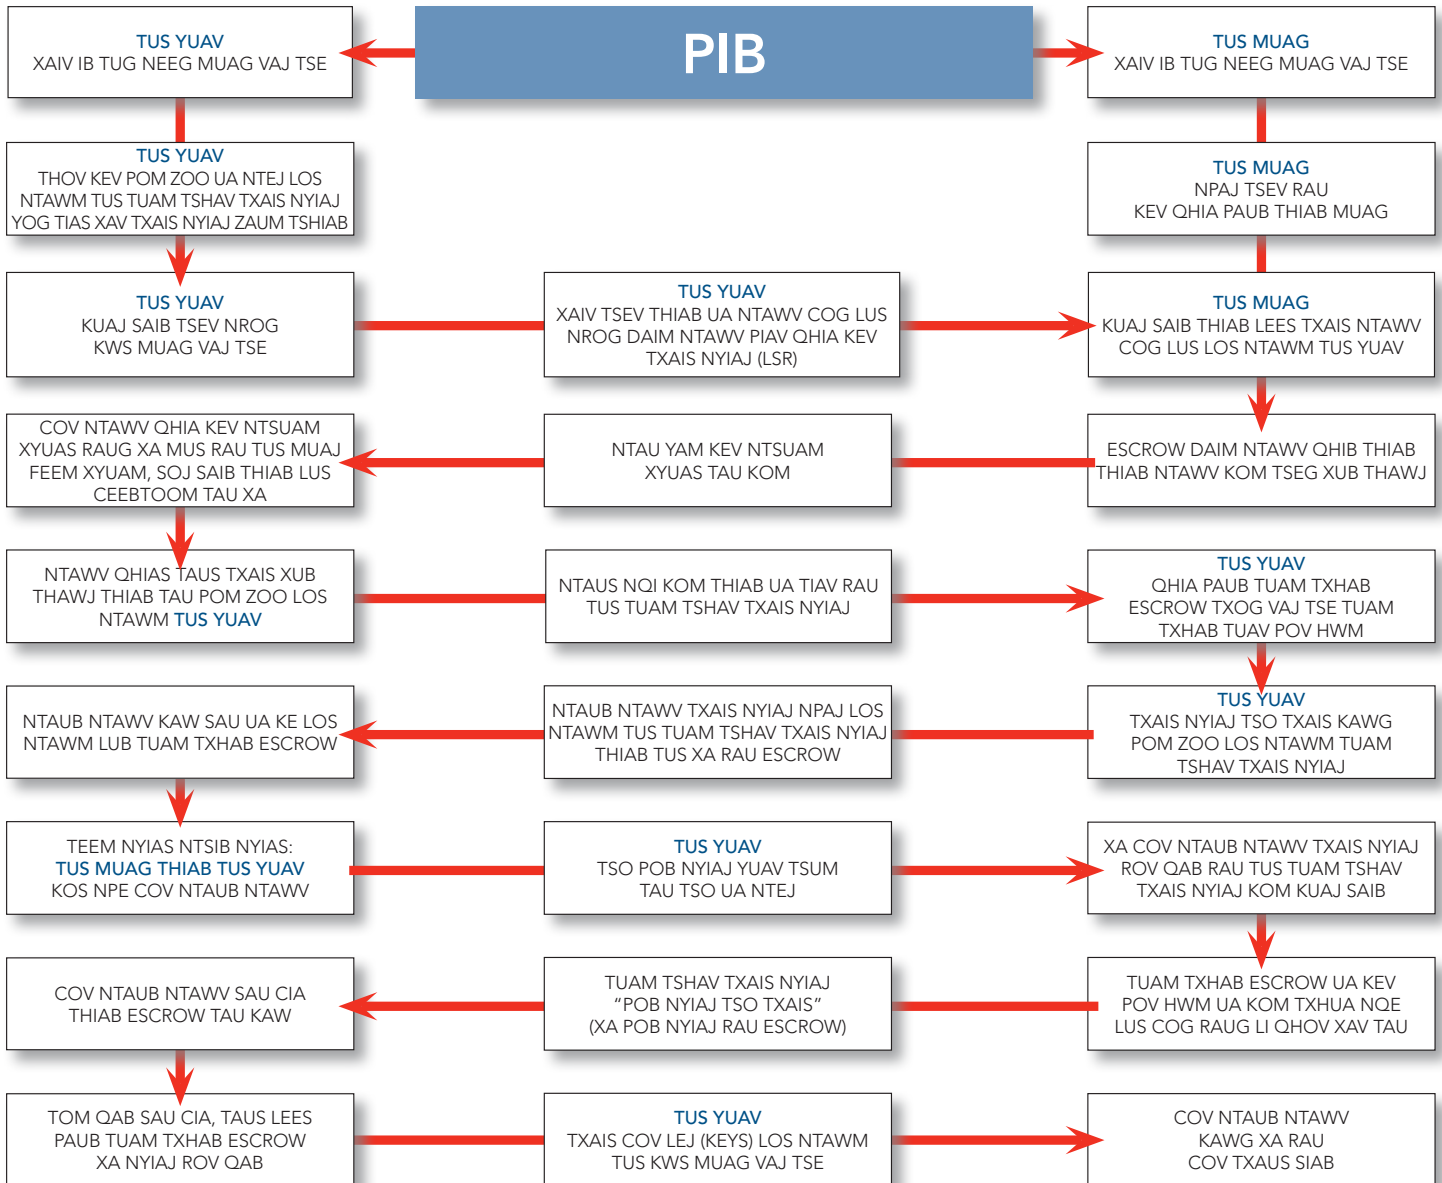 PIB
TUS YUAV
XAIV IB TUG NEEG MUAG VAJ TSE
TUS MUAG
XAIV IB TUG NEEG MUAG VAJ TSE
TUS YUAV
THOV KEV POM ZOO UA NTEJ LOS
NTAWM TUS TUAM TSHAV TXAIS NYIAJ
YOG TIAS XAV TXAIS NYIAJ ZAUM TSHIAB
TUS MUAG
NPAJ TSEV RAU
KEV QHIA PAUB THIAB MUAG
TUS YUAV
KUAJ SAIB TSEV NROG
KWS MUAG VAJ TSE
TUS YUAV
XAIV TSEV THIAB UA NTAWV COG LUS
NROG DAIM NTAWV PIAV QHIA KEV
TXAIS NYIAJ (LSR)
TUS MUAG
KUAJ SAIB THIAB LEES TXAIS NTAWV
COG LUS LOS NTAWM TUS YUAV
ESCROW DAIM NTAWV QHIB THIAB
THIAB NTAWV KOM TSEG XUB THAWJ
NTAU YAM KEV NTSUAM
XYUAS TAU KOM
COV NTAWV QHIA KEV NTSUAM
XYUAS RAUG XA MUS RAU TUS MUAJ
FEEM XYUAM, SOJ SAIB THIAB LUS
CEEBTOOM TAU XA
NTAWV QHIAS TAUS TXAIS XUB
THAWJ THIAB TAU POM ZOO LOS
NTAWM TUS YUAV
NTAUS NQI KOM THIAB UA TIAV RAU
TUS TUAM TSHAV TXAIS NYIAJ
TUS YUAV
QHIA PAUB TUAM TXHAB
ESCROW TXOG VAJ TSE TUAM
TXHAB TUAV POV HWM
TUS YUAV
TXAIS NYIAJ TSO TXAIS KAWG
POM ZOO LOS NTAWM TUAM
TSHAV TXAIS NYIAJ
NTAUB NTAWV TXAIS NYIAJ NPAJ LOS
NTAWM TUS TUAM TSHAV TXAIS NYIAJ
THIAB TUS XA RAU ESCROW
NTAUB NTAWV KAW SAU UA KE LOS
NTAWM LUB TUAM TXHAB ESCROW
TEEM NYIAS NTSIB NYIAS:
TUS MUAG THIAB TUS YUAV
KOS NPE COV NTAUB NTAWV
TUS YUAV
TSO POB NYIAJ YUAV TSUM
TAU TSO UA NTEJ
XA COV NTAUB NTAWV TXAIS NYIAJ
ROV QAB RAU TUS TUAM TSHAV
TXAIS NYIAJ KOM KUAJ SAIB
TUAM TXHAB ESCROW UA KEV
POV HWM UA KOM TXHUA NQE
LUS COG RAUG LI QHOV XAV TAU
TUAM TSHAV TXAIS NYIAJ
“POB NYIAJ TSO TXAIS”
(XA POB NYIAJ RAU ESCROW)
COV NTAUB NTAWV SAU CIA
THIAB ESCROW TAU KAW
TOM QAB SAU CIA, TAUS LEES
PAUB TUAM TXHAB ESCROW
XA NYIAJ ROV QAB
TUS YUAV
TXAIS COV LEJ (KEYS) LOS NTAWM
TUS KWS MUAG VAJ TSE
COV NTAUB NTAWV
KAWG XA RAU
COV TXAUS SIAB